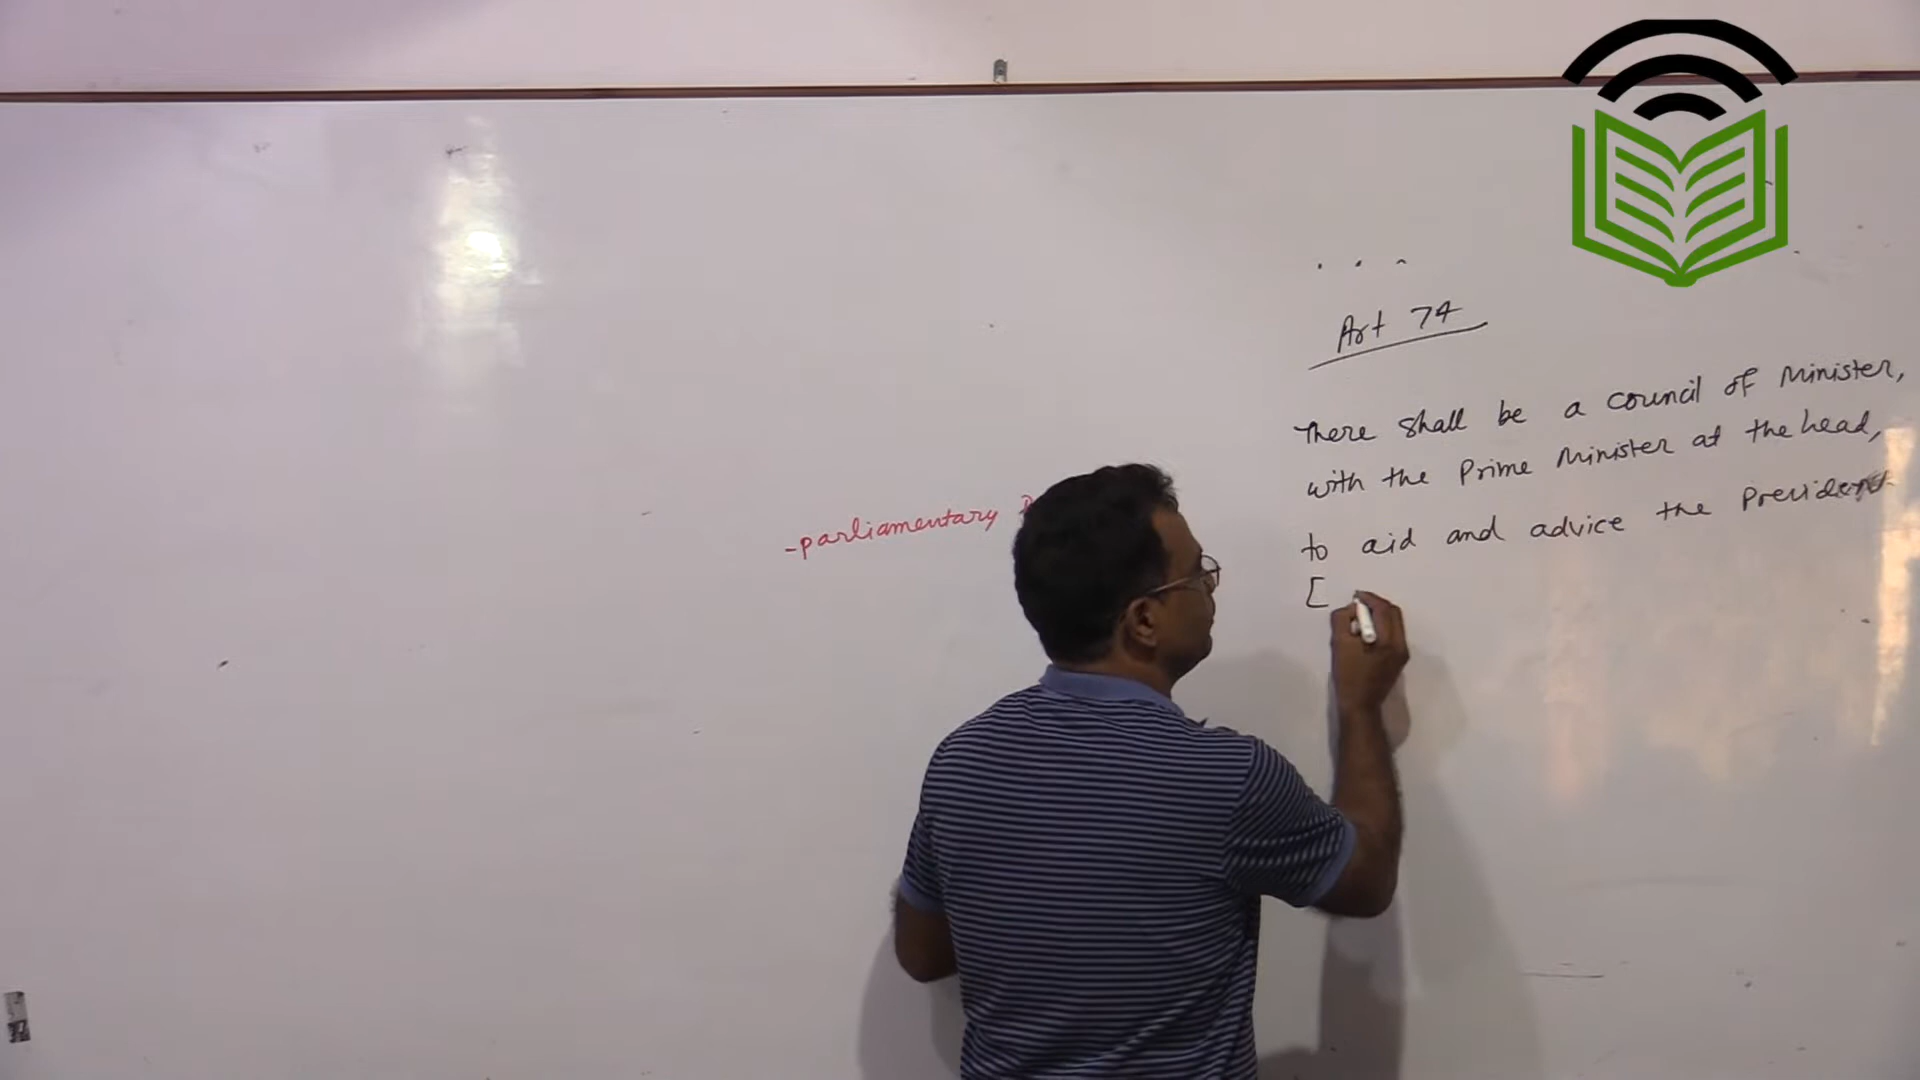 Art 74
There shall be a council of Minister,
with the Prime Minister at the head,
to aid and advice the President
[
-parliamentary